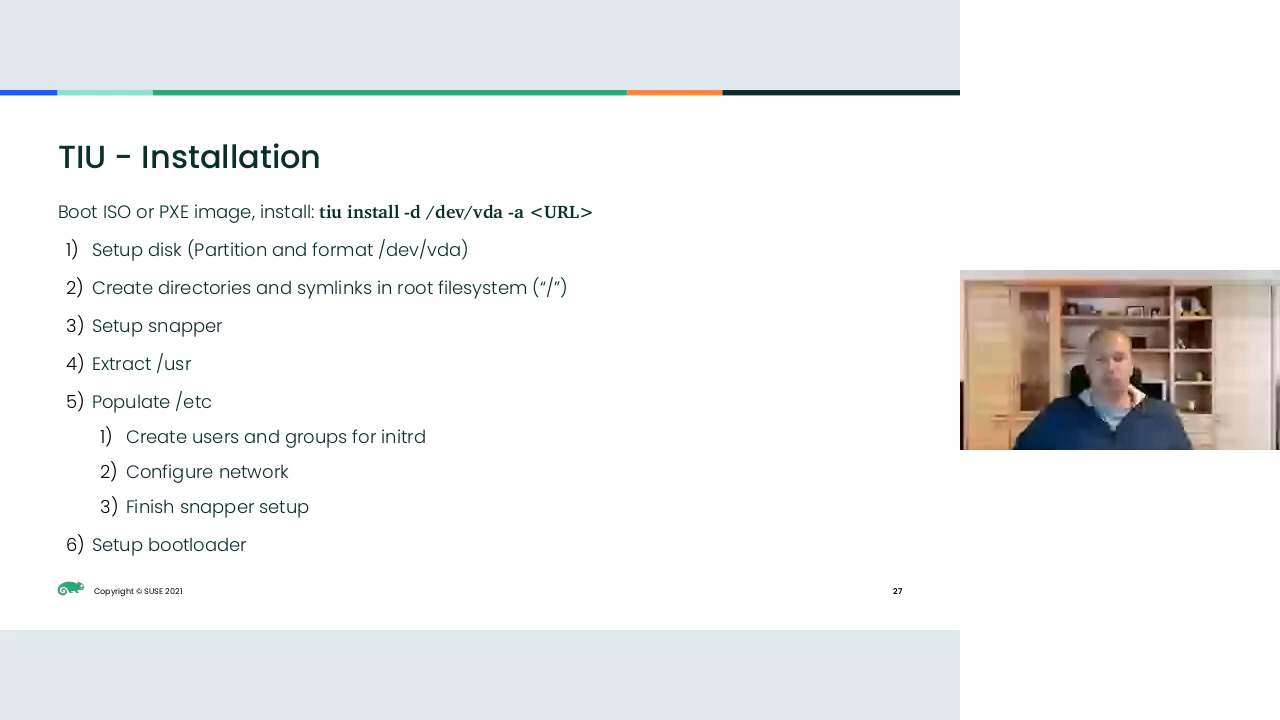 TIU - Installation
Boot ISO or PXE image, install: tiu install -d /dev/vda -a <URL>
1) Setup disk (Partition and format /dev/vda)
2) Create directories and symlinks in root filesystem (“/”)
3) Setup snapper
4) Extract /usr
5) Populate /etc
1) Create users and groups for initrd
2) Configure network
3) Finish snapper setup
6) Setup bootloader
Copyright © SUSE 2021
27